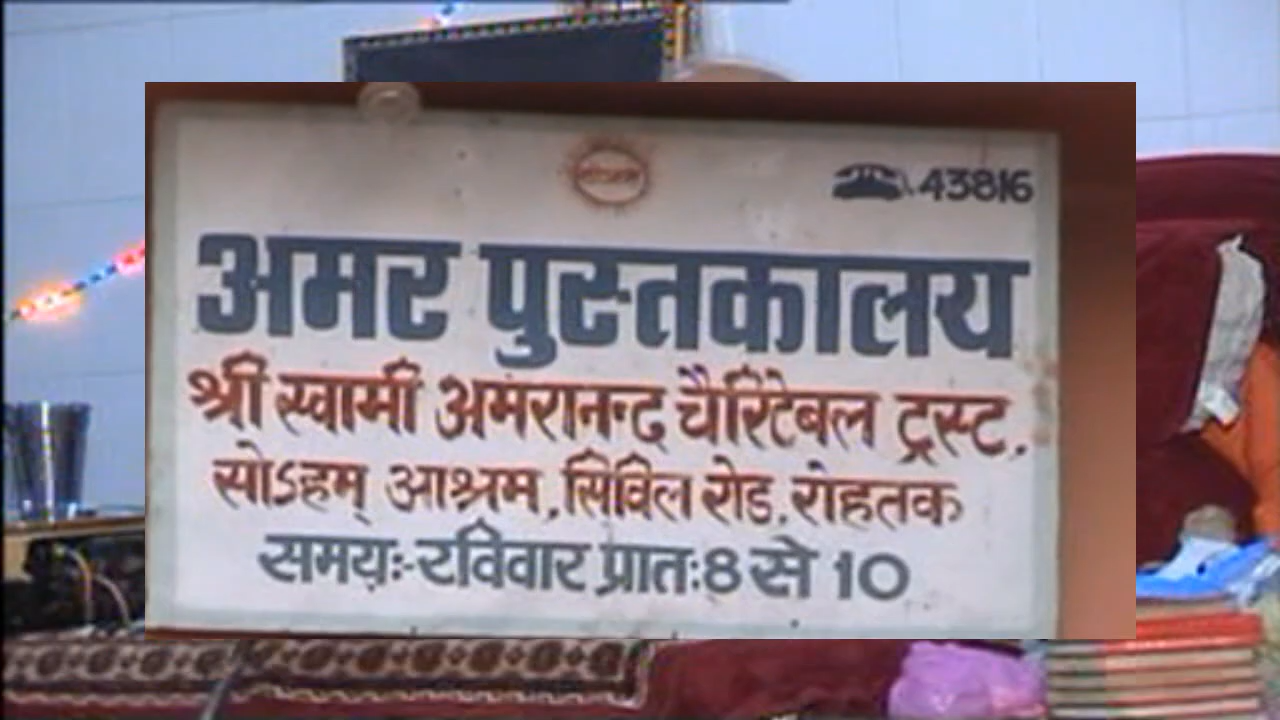 43816
अमर पुस्तकालय
श्री स्वामी अमरानन्द चैरिटेबल ट्रस्ट,
सोऽहम् आश्रम, सिविल रोड, रोहतक
समयः-रविवार प्रातः8 से 10